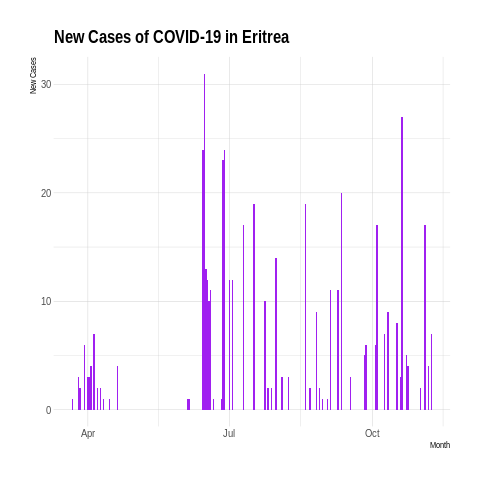 New Cases of COVID-19 in Eritrea
New Cases
30
20
10
0
Apr
Jul
Oct
Month